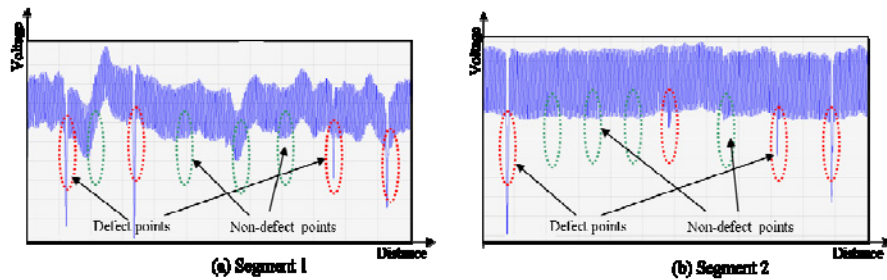 Voltage
Defect points
Non-defect points
Distance
(a) Segment 1
Voltage
Defect points
Non-defect points
Distance
(b) Segment 2